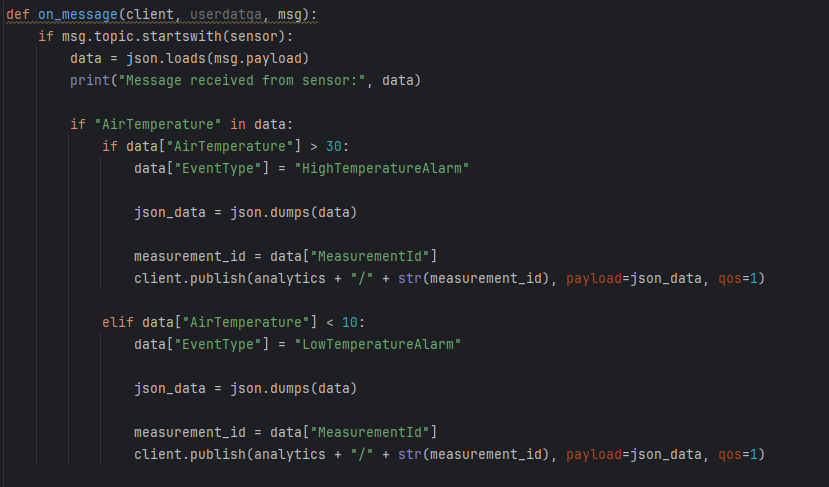 def on_message(client, userdatqa, msg):
    if msg.topic.startswith(sensor):
        data = json.loads(msg.payload)
        print("Message received from sensor:", data)

        if "AirTemperature" in data:
            if data["AirTemperature"] > 30:
                data["EventType"] = "HighTemperatureAlarm"

                json_data = json.dumps(data)

                measurement_id = data["MeasurementId"]
                client.publish(analytics + "/" + str(measurement_id), payload=json_data, qos=1)

            elif data["AirTemperature"] < 10:
                data["EventType"] = "LowTemperatureAlarm"

                json_data = json.dumps(data)

                measurement_id = data["MeasurementId"]
                client.publish(analytics + "/" + str(measurement_id), payload=json_data, qos=1)